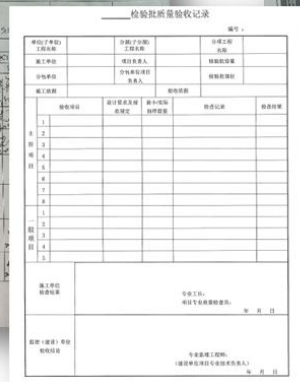 ______检验批质量验收记录
编号:
单位(子单位) 工程名称 分部(子分部) 工程名称 分项工程 名称
施工单位 项目负责人 检验批容量
分包单位 分包单位项目 负责人 检验批部位
施工依据 验收依据
验收项目 设计要求及规 范规定 最小/实际 抽样数量 检查记录 检查结果
主控项目
1
2
3
4
5
6
7
8
一般项目
1
2
3
4
5
施工单位 检查结果
专业工长:
项目专业质量检查员:
年 月 日
监理(建设)单位 验收结论
专业监理工程师:
(建设单位项目专业技术负责人)
年 月 日